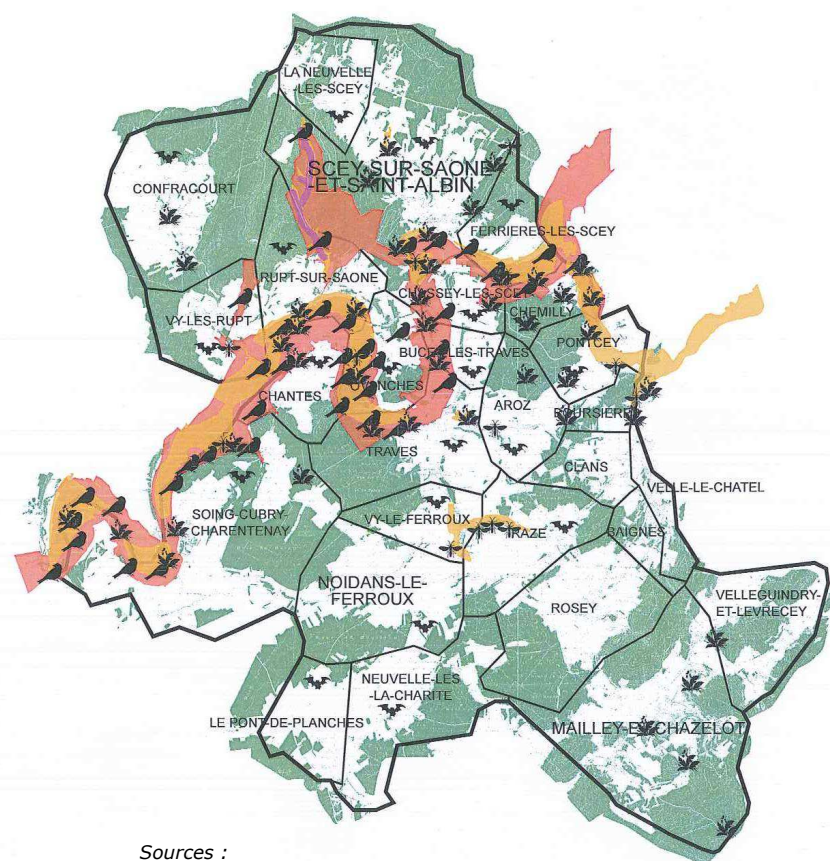 LA NEUVELLE
-LES-SCEY
SCEY-SUR-SAONE
-ET-SAINT-ALBIN
CONFRACOURT
FERRIERES-LES-SCEY
RUPT-SUR-SAONE
CHASSEY-LES-SCEY
VY-LES-RUPT
CHEMILLY
PONTCEY
BUCEY-LES-TRAVES
OVANCHES
CHANTES
AROZ
BOURSIERES
TRAVES
CLANS
VELLE-LE-CHATEL
SOING-CUBRY-
CHARENTENAY
VY-LE-FERROUX
RAZE
BAIGNES
NOIDANS-LE-
FERROUX
ROSEY
VELLEGUINDRY-
ET-LEVRECEY
NEUVELLE-LES
-LA-CHARITE
LE PONT-DE-PLANCHES
MAILLEY-ET-CHAZELOT
Sources :